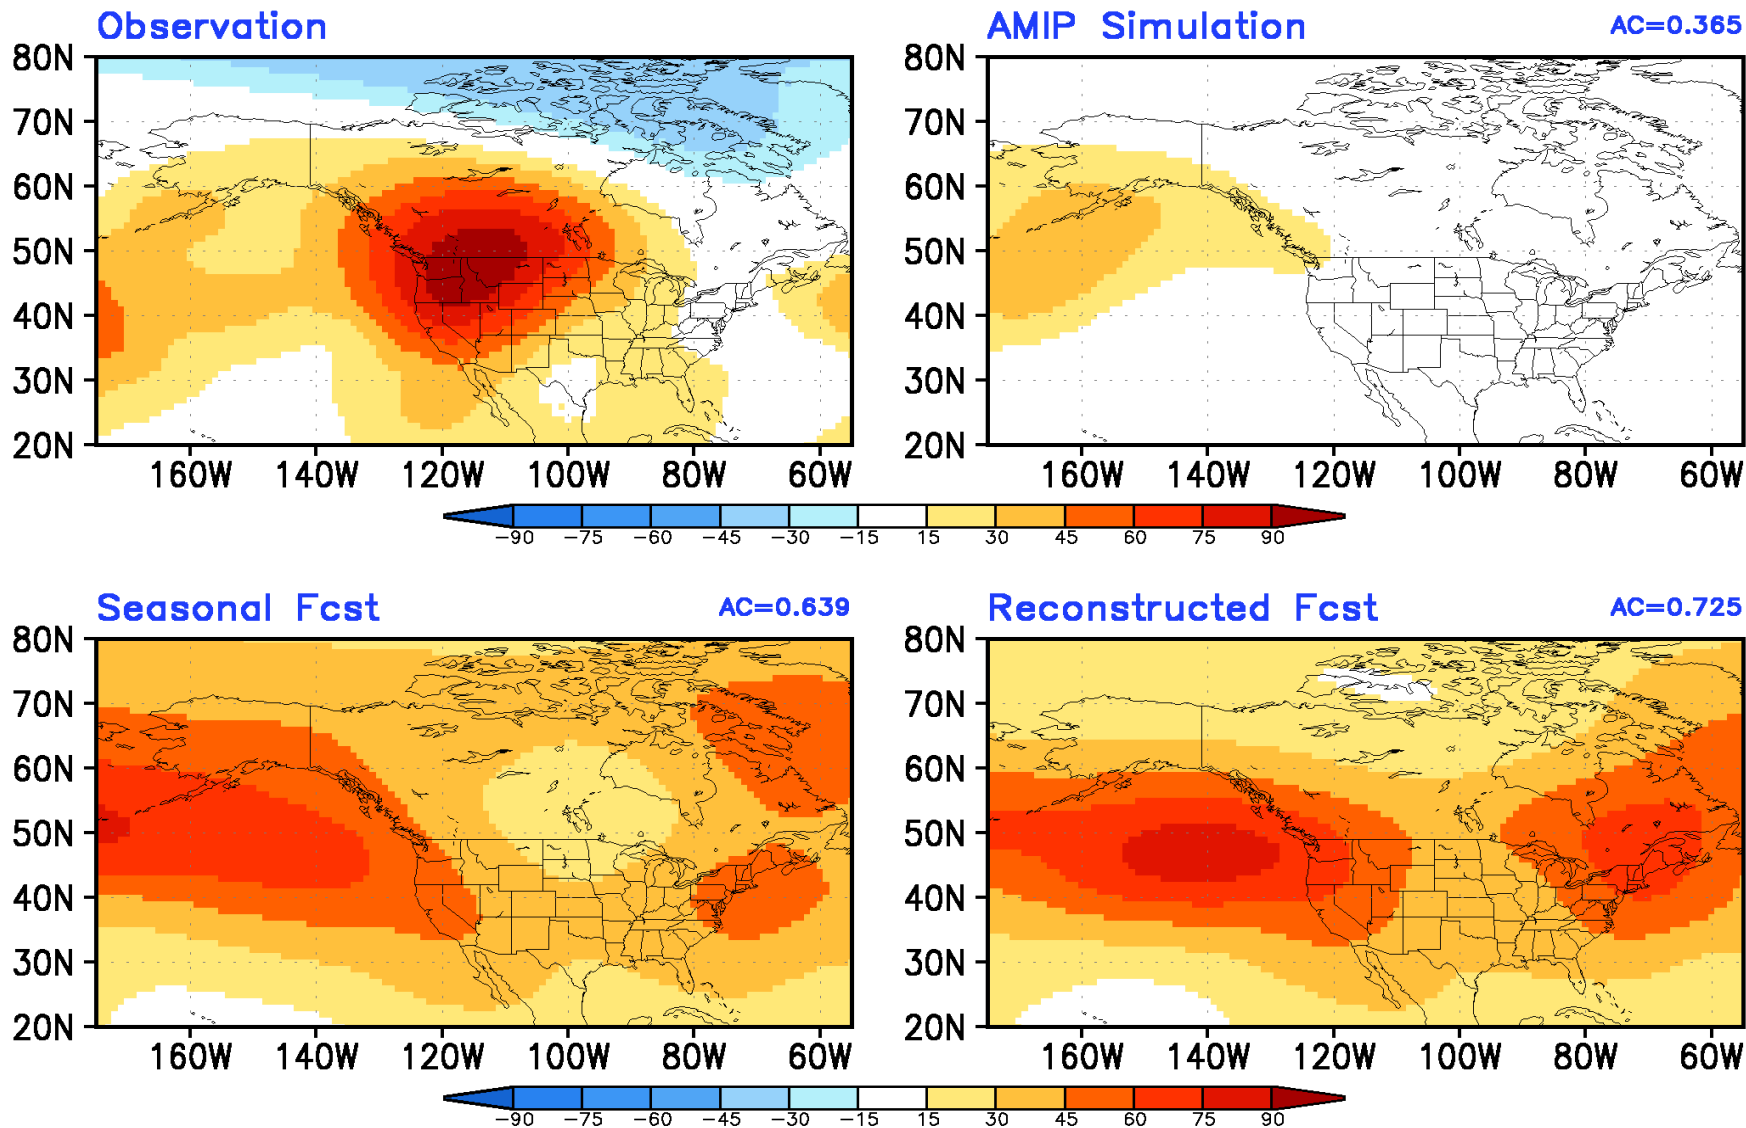 Observation
AMIP Simulation AC=0.365
80N 80N
70N 70N
60N 60N
50N 50N
40N 40N
30N 30N
20N 20N
160W 140W 120W 100W 80W 60W 160W 140W 120W 100W 80W 60W
-90 -75 -60 -45 -30 -15 15 30 45 60 75 90
Seasonal Fcst AC=0.639
Reconstructed Fcst AC=0.725
80N 80N
70N 70N
60N 60N
50N 50N
40N 40N
30N 30N
20N 20N
160W 140W 120W 100W 80W 60W 160W 140W 120W 100W 80W 60W
-90 -75 -60 -45 -30 -15 15 30 45 60 75 90